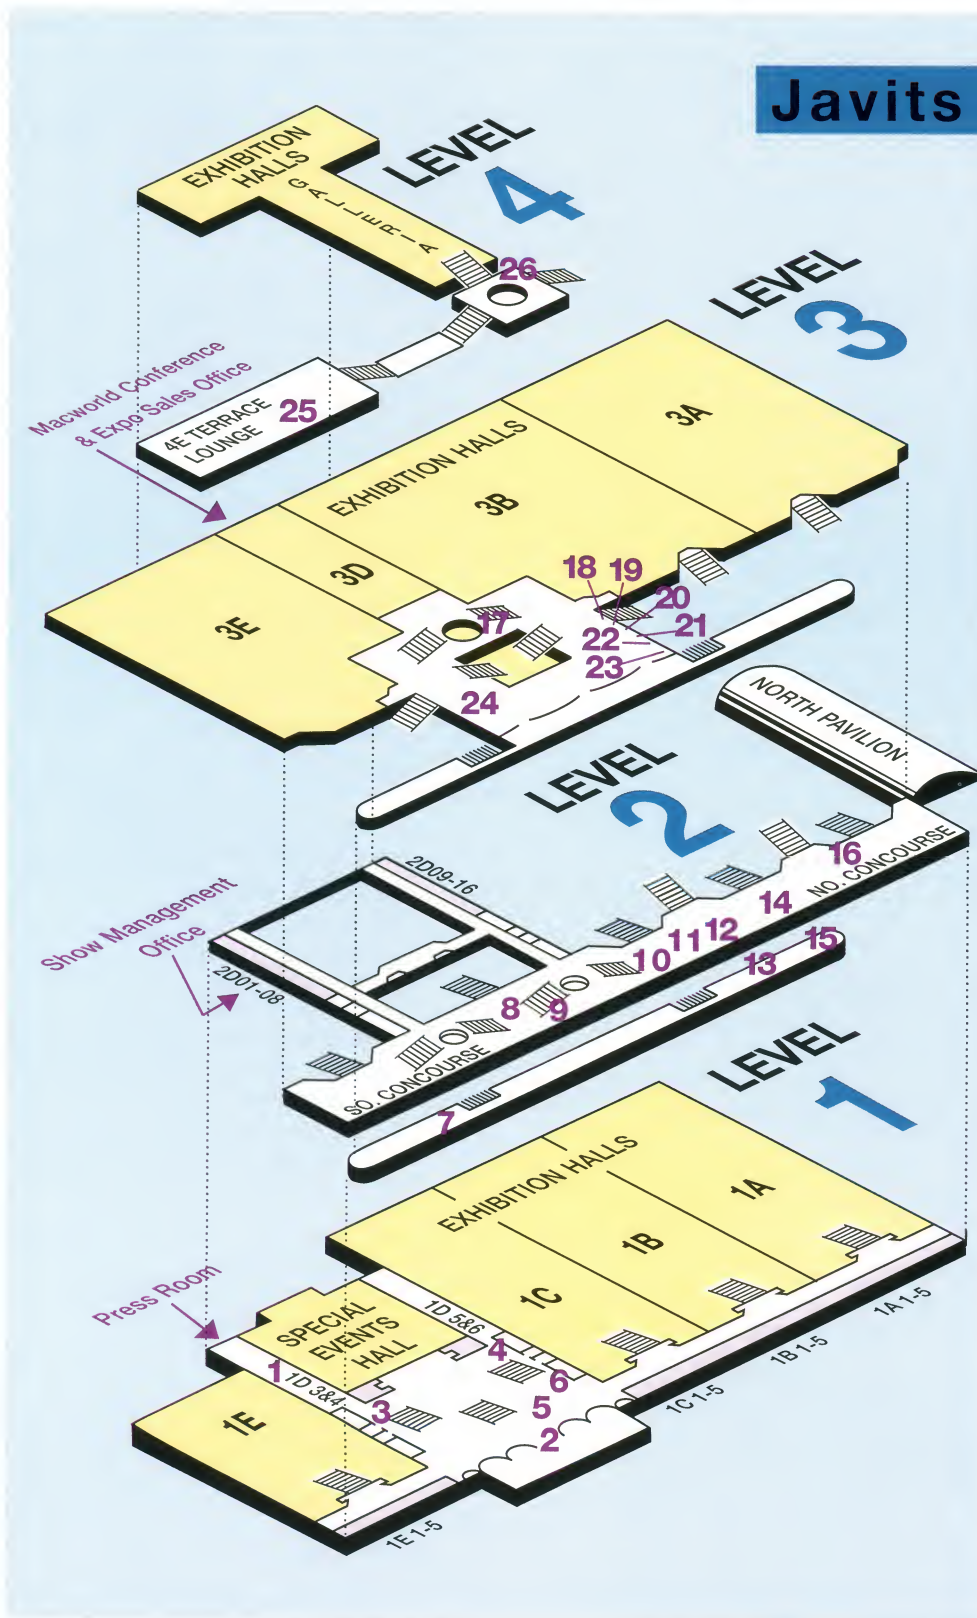 Javits
LEVEL
4
EXHIBITION
HALLS
GALLERIA
26
LEVEL
3
Macworld Conference
& Expo Sales Office
4E TERRACE
LOUNGE
25
EXHIBITION HALLS
3A
3B
3D
3E
18
19
20
17
22
21
23
24
NORTH PAVILION
LEVEL
2
2D09-16
16
NO. CONCOURSE
14
12
11
10
15
13
Show Management
Office
2D01-08
8
9
SO. CONCOURSE
7
LEVEL
1
EXHIBITION HALLS
1A
1B
1C
Press Room
SPECIAL
EVENTS
HALL
1D 5&6
4
6
1
1D 3&4
3
5
2
1E
1A 1-5
1B 1-5
1C 1-5
1E 1-5